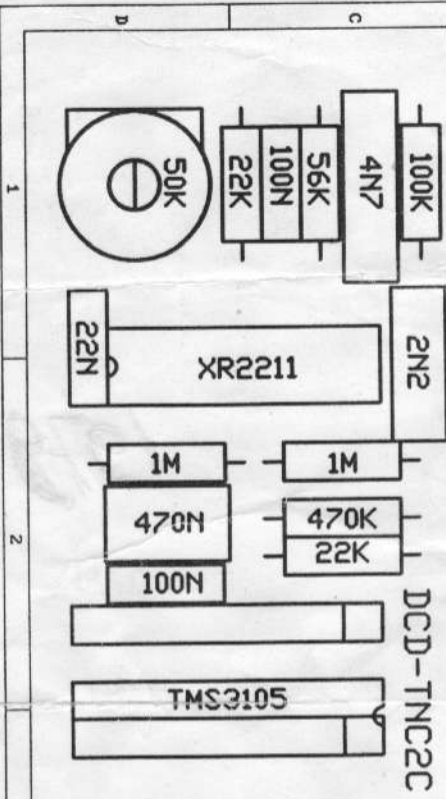 D
C
1
2
50K
22K
100N
56K
4N7
100K
22N
XR2211
2N2
1M
1M
470N
470K
22K
100N
TMS3105
DCD-TNC2C